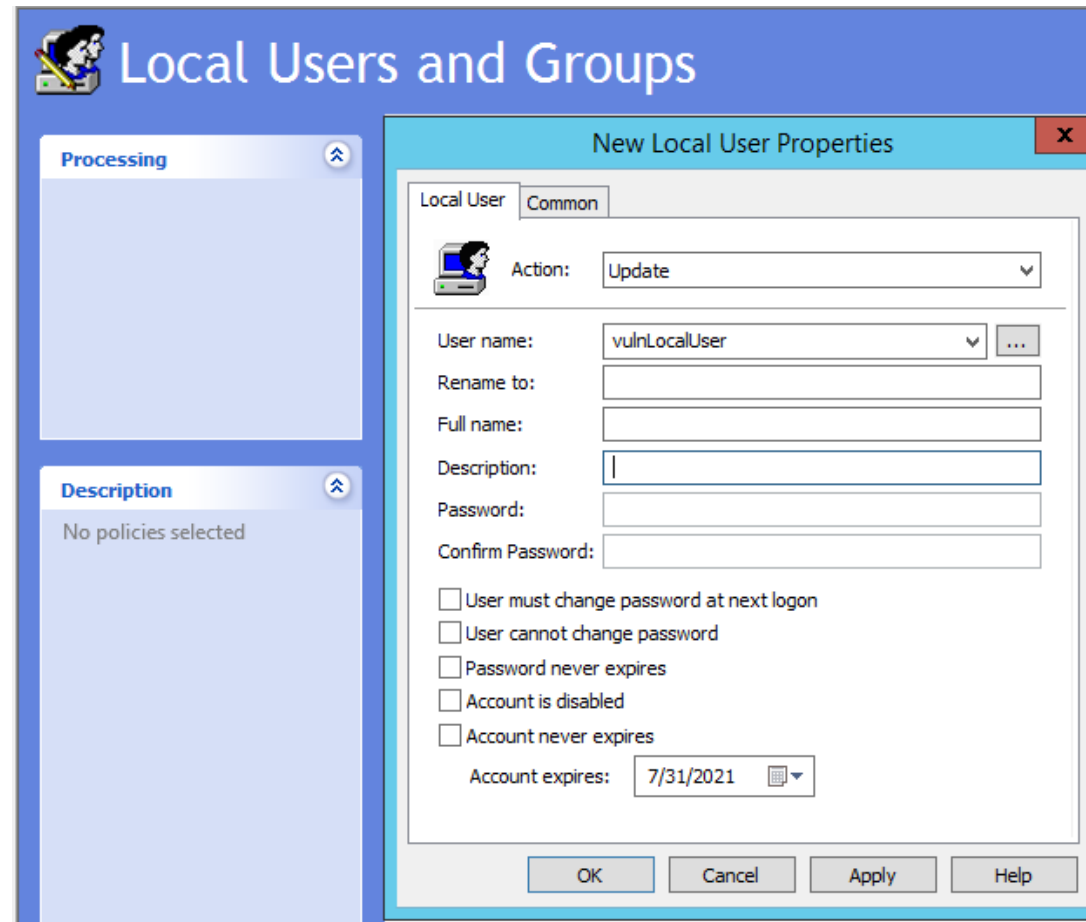 Local Users and Groups
Processing
Description
No policies selected
New Local User Properties
x
Local User
Common
Action:
Update
User name:
vulnLocalUser
...
Rename to:
Full name:
Description:
Password:
Confirm Password:
User must change password at next logon
User cannot change password
Password never expires
Account is disabled
Account never expires
Account expires:
7/31/2021
OK
Cancel
Apply
Help